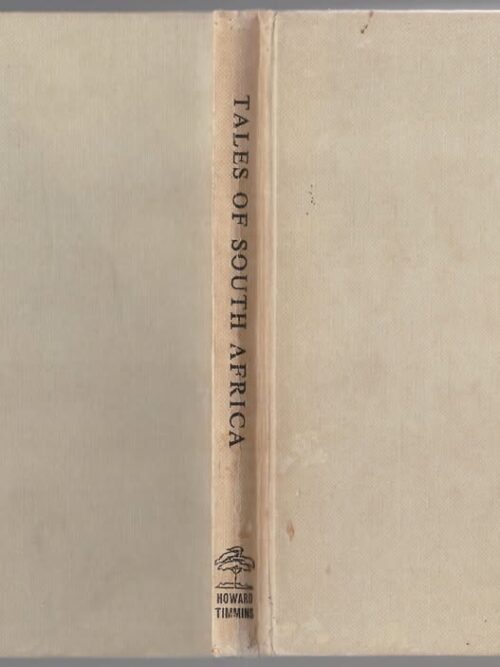 TALES OF SOUTH AFRICA
HOWARD
TIMMINS